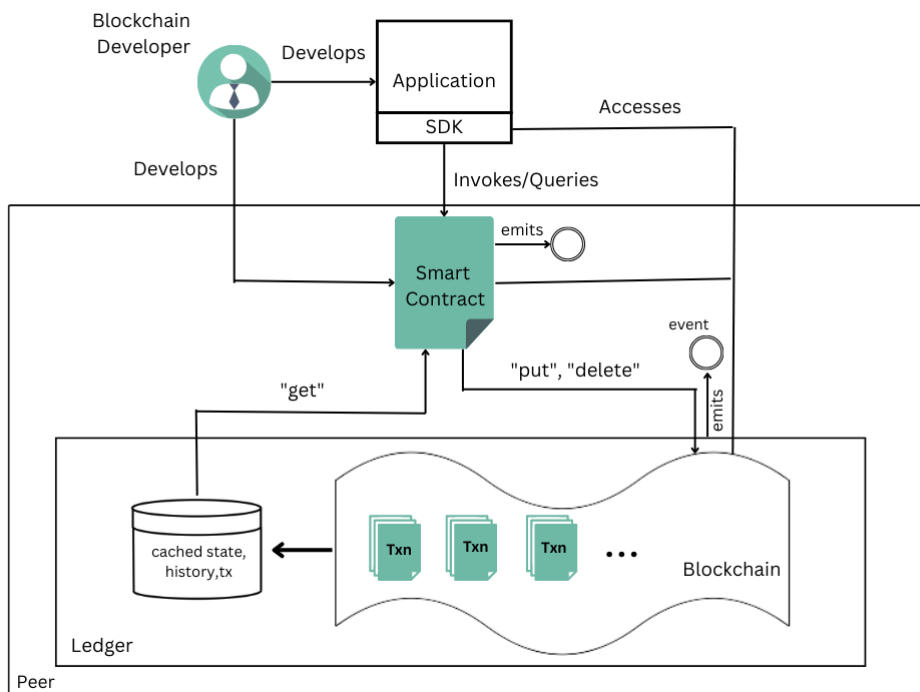 Blockchain
Developer
Develops
Application
SDK
Accesses
Develops
Invokes/Queries
emits
Smart
Contract
event
"put", "delete"
"get"
emits
cached state,
history,tx
Txn
Txn
Txn
...
Blockchain
Ledger
Peer